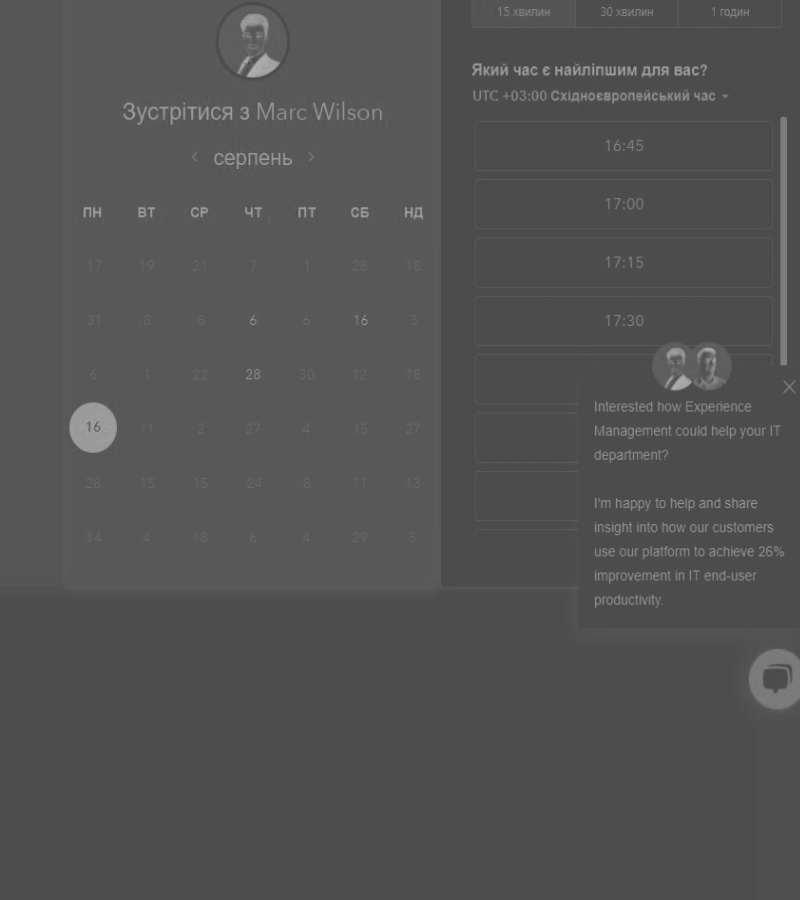 Зустрітися з Marc Wilson
серпень
ПН ВТ СР ЧТ ПТ СБ НД
17 19 21 7 1 28 18
31 8 8 6 6 16 3
6 1 22 28 30 12 18
16 11 2 27 4 15 27
26 15 15 24 8 11 13
14 4 18 6 4 29 5
15 хвилин 30 хвилин 1 годин
Який час є найліпшим для вас?
UTC +03:00 Східноєвропейський час
16:45
17:00
17:15
17:30
Interested how Experience
Management could help your IT
department?
I'm happy to help and share
insight into how our customers
use our platform to achieve 26%
improvement in IT end-user
productivity.